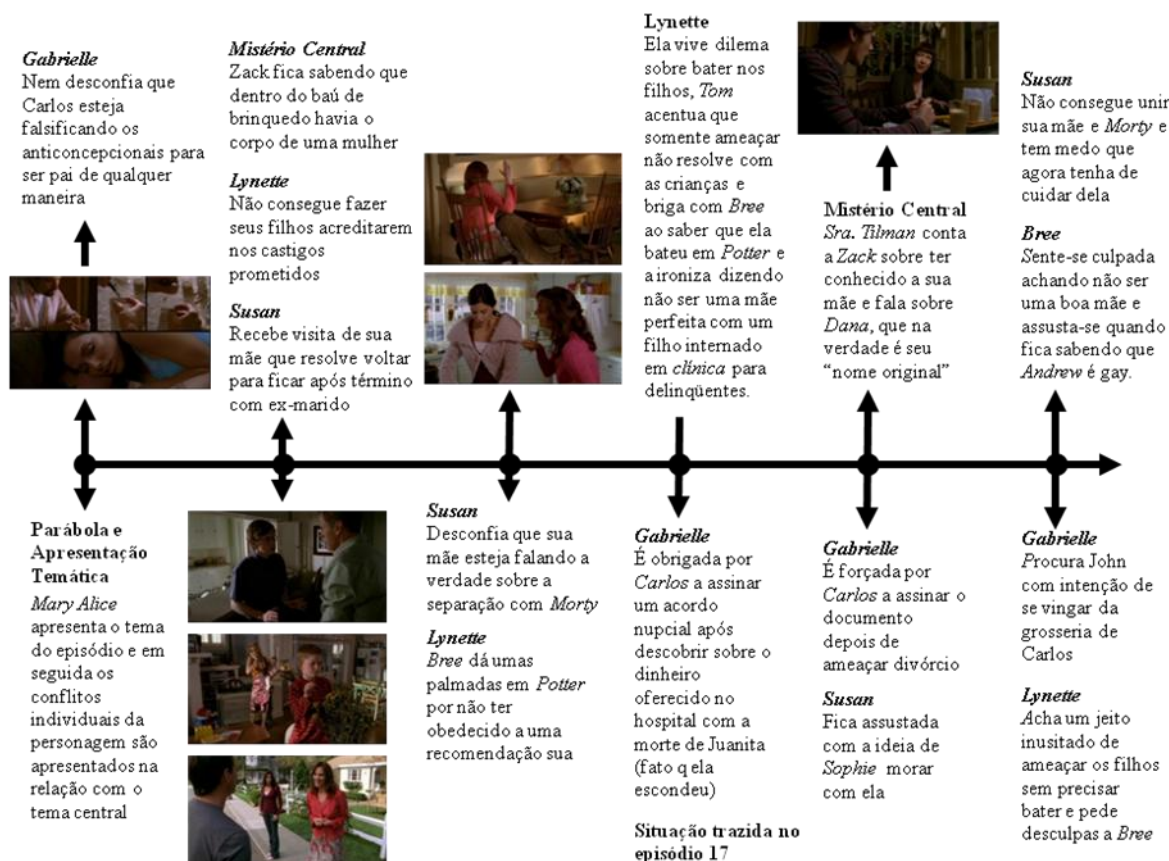 Gabrielle
Nem desconfia que
Carlos esteja
falsificando os
anticoncepcionais para
ser pai de qualquer
maneira
Mistério Central
Zack fica sabendo que
dentro do baú de
brinquedo havia o
corpo de uma mulher
Lynette
Não consegue fazer
seus filhos acreditarem
nos castigos
prometidos
Susan
Recebe visita de sua
mãe que resolve voltar
para ficar após término
com ex-marido
Lynette
Ela vive dilema
sobre bater nos
filhos, Tom
acentua que
somente ameaçar
não resolve com
as crianças e
briga com Bree
ao saber que ela
bateu em Potter e
a ironiza dizendo
não ser uma mãe
perfeita com um
filho internado
em clínica para
delinqüentes.
Mistério Central
Sra. Tilman conta
a Zack sobre ter
conhecido a sua
mãe e fala sobre
Dana, que na
verdade é seu
“nome original”
Susan
Não consegue unir
sua mãe e Morty e
tem medo que
agora tenha de
cuidar dela
Bree
Sente-se culpada
achando não ser
uma boa mãe e
assusta-se quando
fica sabendo que
Andrew é gay.
Parábola e
Apresentação
Temática
Mary Alice
apresenta o tema
do episódio e em
seguida os
conflitos
individuais da
personagem são
apresentados na
relação com o
tema central
Susan
Desconfia que sua
mãe esteja falando a
verdade sobre a
separação com Morty
Lynette
Bree dá umas
palmadas em Potter
por não ter
obedecido a uma
recomendação sua
Gabrielle
É obrigada por
Carlos a assinar
um acordo
nupcial após
descobrir sobre o
dinheiro
oferecido no
hospital com a
morte de Juanita
(fato q ela
escondeu)
Situação trazida no
episódio 17
Gabrielle
É forçada por
Carlos a assinar o
documento
depois de
ameaçar divórcio
Susan
Fica assustada
com a ideia de
Sophie morar
com ela
Gabrielle
Procura John
com intenção de
se vingar da
grosseria de
Carlos
Lynette
Acha um jeito
inusitado de
ameaçar os filhos
sem precisar
bater e pede
desculpas a Bree